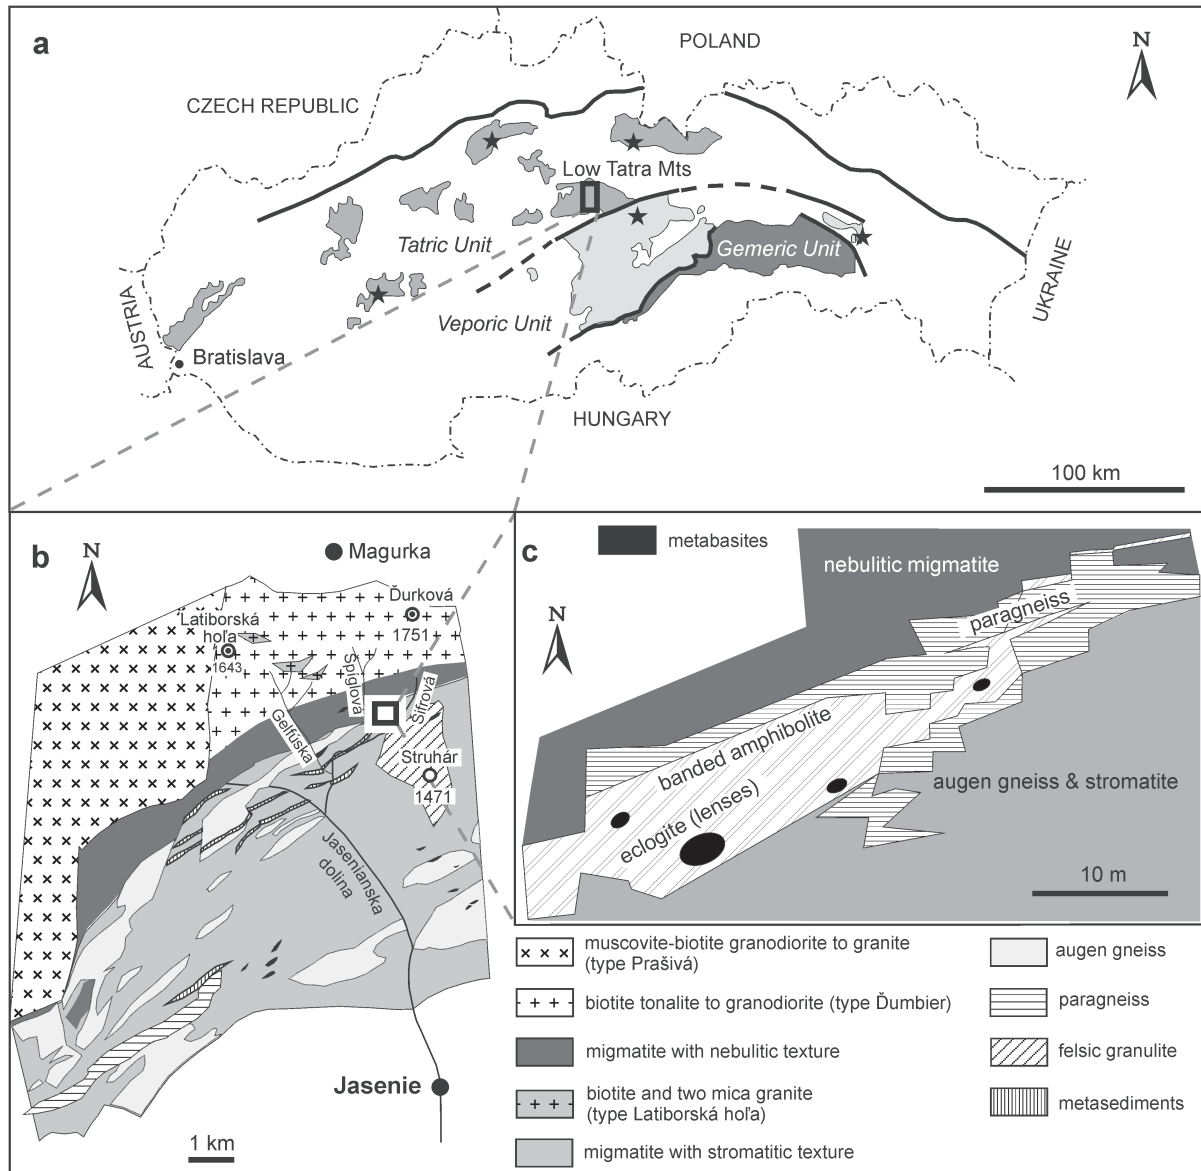 a
POLAND
N
CZECH REPUBLIC
Low Tatra Mts
Tatric Unit
Gemeric Unit
UKRAINE
AUSTRIA
Veporic Unit
Bratislava
HUNGARY
100 km
b
N
Magurka
Ďurková
1751
Latiborská
hoľa
1643
Špiglová
Šifrová
Gelfúska
Struhár
1471
Jasenianska
dolina
Jasenie
1 km
c
metabasites
N
nebulitic migmatite
paragneiss
banded amphibolite
eclogite (lenses)
augen gneiss & stromatite
10 m
muscovite-biotite granodiorite to granite
(type Prašivá)
biotite tonalite to granodiorite (type Ďumbier)
migmatite with nebulitic texture
biotite and two mica granite
(type Latiborská hoľa)
migmatite with stromatitic texture
augen gneiss
paragneiss
felsic granulite
metasediments